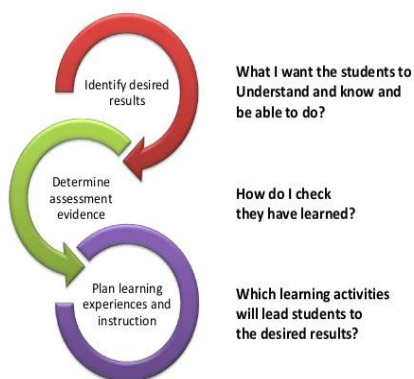 Identify desired
results
What I want the students to
Understand and know and
be able to do?
Determine
assessment
evidence
How do I check
they have learned?
Plan learning
experiences and
instruction
Which learning activities
will lead students to
the desired results?